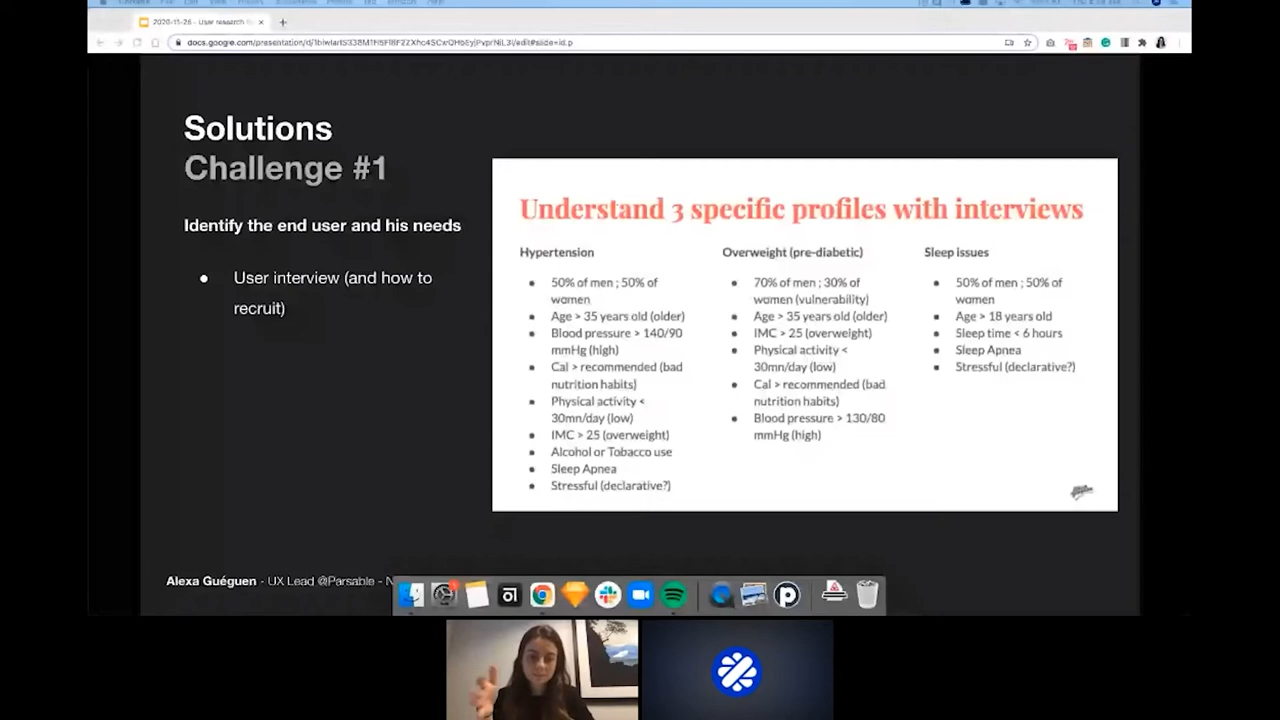 2020-11-26 - User research
Solutions
Challenge #1
Identify the end user and his needs
● User interview (and how to
recruit)
Understand 3 specific profiles with interviews
Hypertension
• 50% of men ; 50% of
women
• Age > 35 years old (older)
• Blood pressure > 140/90
mmHg (high)
• Cal > recommended (bad
nutrition habits)
• Physical activity <
30mn/day (low)
• IMC > 25 (overweight)
• Alcohol or Tobacco use
• Sleep Apnea
• Stressful (declarative?)
Overweight (pre-diabetic)
• 70% of men ; 30% of
women (vulnerability)
• Age > 35 years old (older)
• IMC > 25 (overweight)
• Physical activity <
30mn/day (low)
• Cal > recommended (bad
nutrition habits)
• Blood pressure > 130/80
mmHg (high)
Sleep issues
• 50% of men ; 50% of
women
• Age > 18 years old
• Sleep time < 6 hours
• Sleep Apnea
• Stressful (declarative?)
Alexa Guéguen - UX Lead @Parsable - N